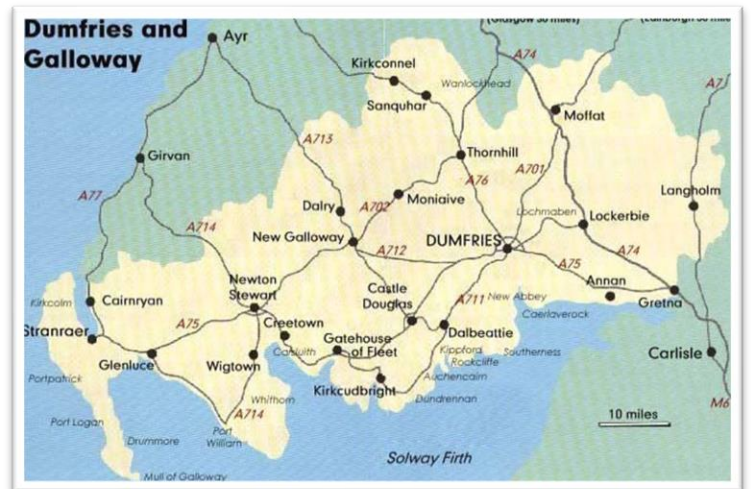 Dumfries and
Galloway
Ayr
(Glasgow 50 miles)
A74
A7
Kirkconnel
Wanlockhead
Sanquhar
Moffat
A713
Girvan
Thornhill
A701
A76
A77
Langholm
A702
Moniaive
Dalry
Lochmaben
Lockerbie
A714
New Galloway
A712
DUMFRIES
A74
A75
Newton
Stewart
Castle
Douglas
Annan
Kirkcolm
Cairnryan
A711
New Abbey
Gretna
Caerlaverock
A75
Creetown
Stranraer
Gatehouse
of Fleet
Dalbeattie
Carsluith
Kippford
Rockcliffe
Southerness
Carlisle
Glenluce
Wigtown
Portpatrick
Auchencairn
Kirkcudbright
Dundrennan
Whithorn
M6
A714
10 miles
Port Logan
Port
William
Drummore
Solway Firth
Mull of Galloway